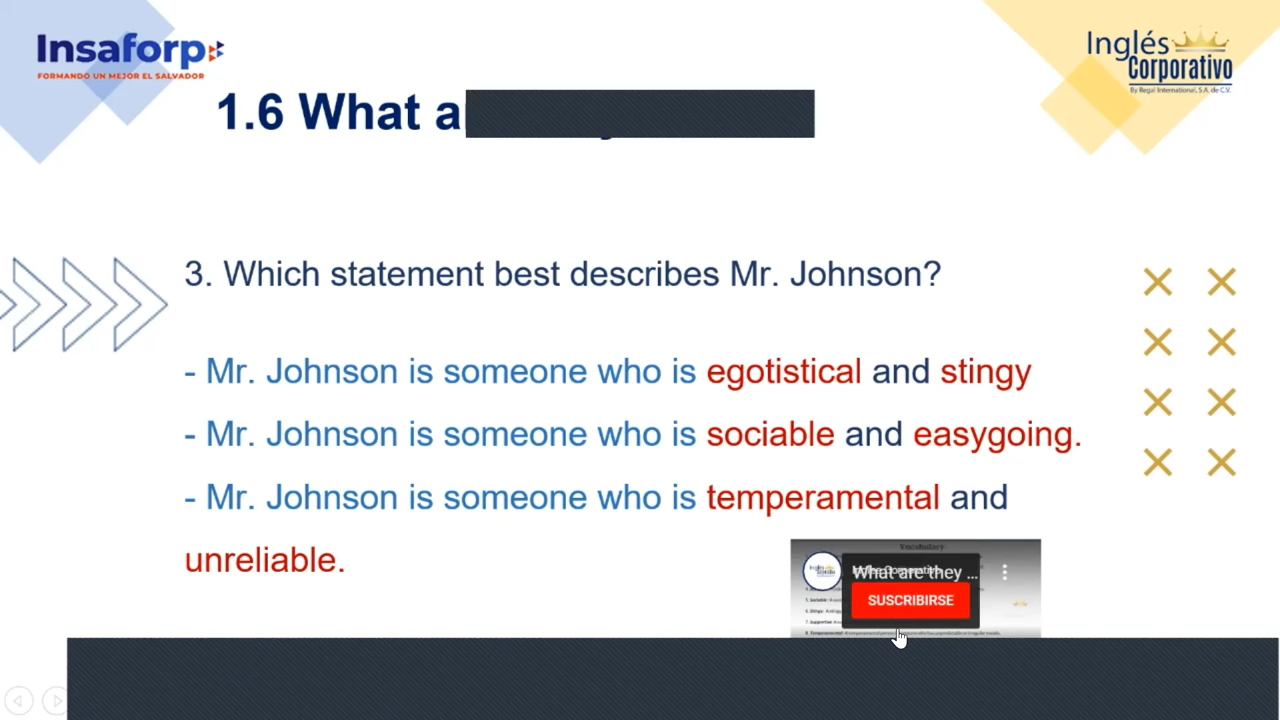 Insaforp
FORMANDO UN MEJOR EL SALVADOR
Inglés
Corporativo
By Regal International, S.A. de C.V.
1.6 What a
3. Which statement best describes Mr. Johnson?
- Mr. Johnson is someone who is egotistical and stingy
- Mr. Johnson is someone who is sociable and easygoing.
- Mr. Johnson is someone who is temperamental and
unreliable.
Vocabulary
What are they ...
SUSCRIBIRSE